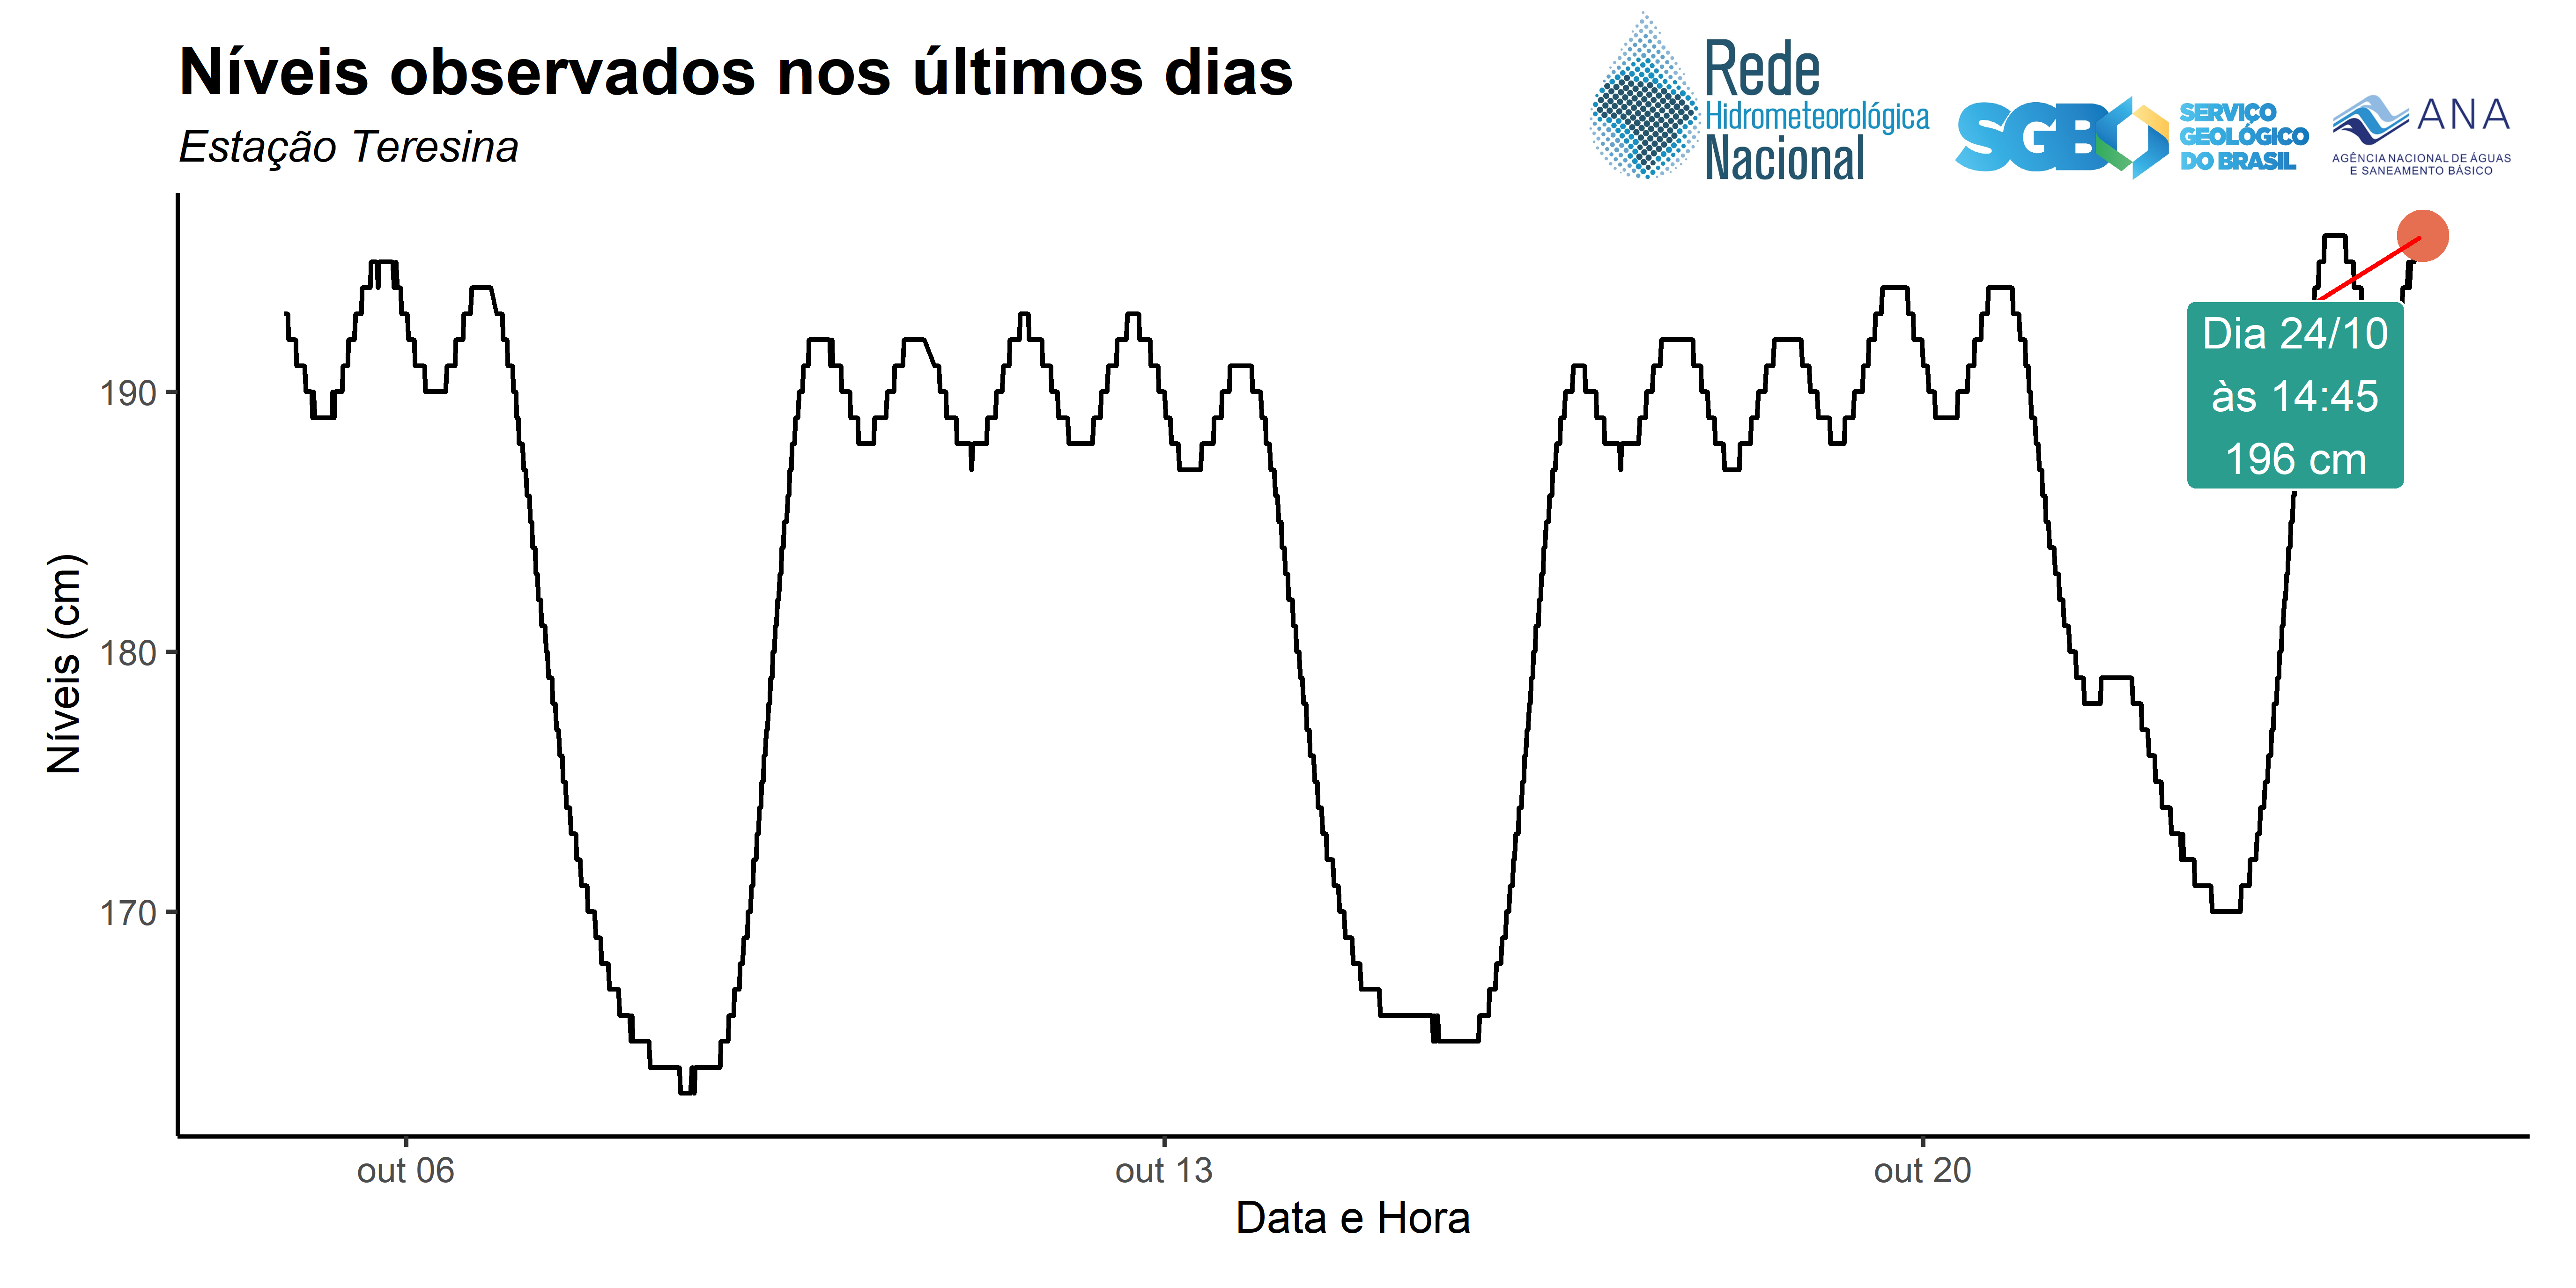 Níveis observados nos últimos dias
Estação Teresina
Rede
Hidrometeorológica
Nacional
SGB
SERVIÇO
GEOLÓGICO
DO BRASIL
ANA
AGÊNCIA NACIONAL DE ÁGUAS
E SANEAMENTO BÁSICO
Dia 24/10
às 14:45
196 cm
Níveis (cm)
190
180
170
out 06
out 13
out 20
Data e Hora